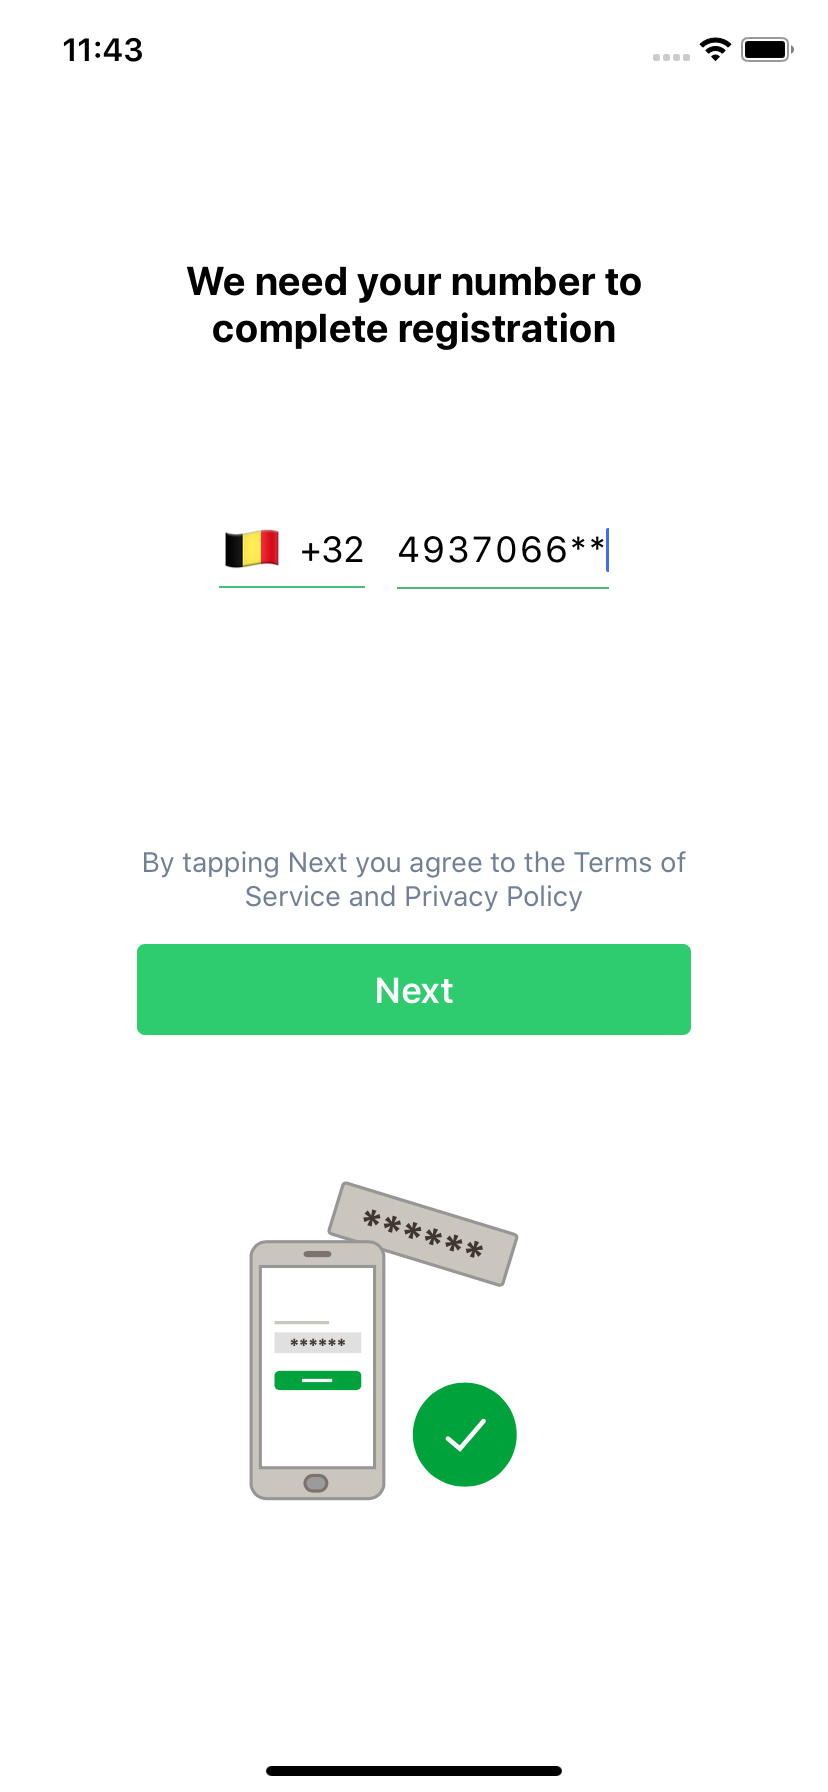 11:43
We need your number to
complete registration
+32 4937066**
By tapping Next you agree to the Terms of
Service and Privacy Policy
Next
******
******